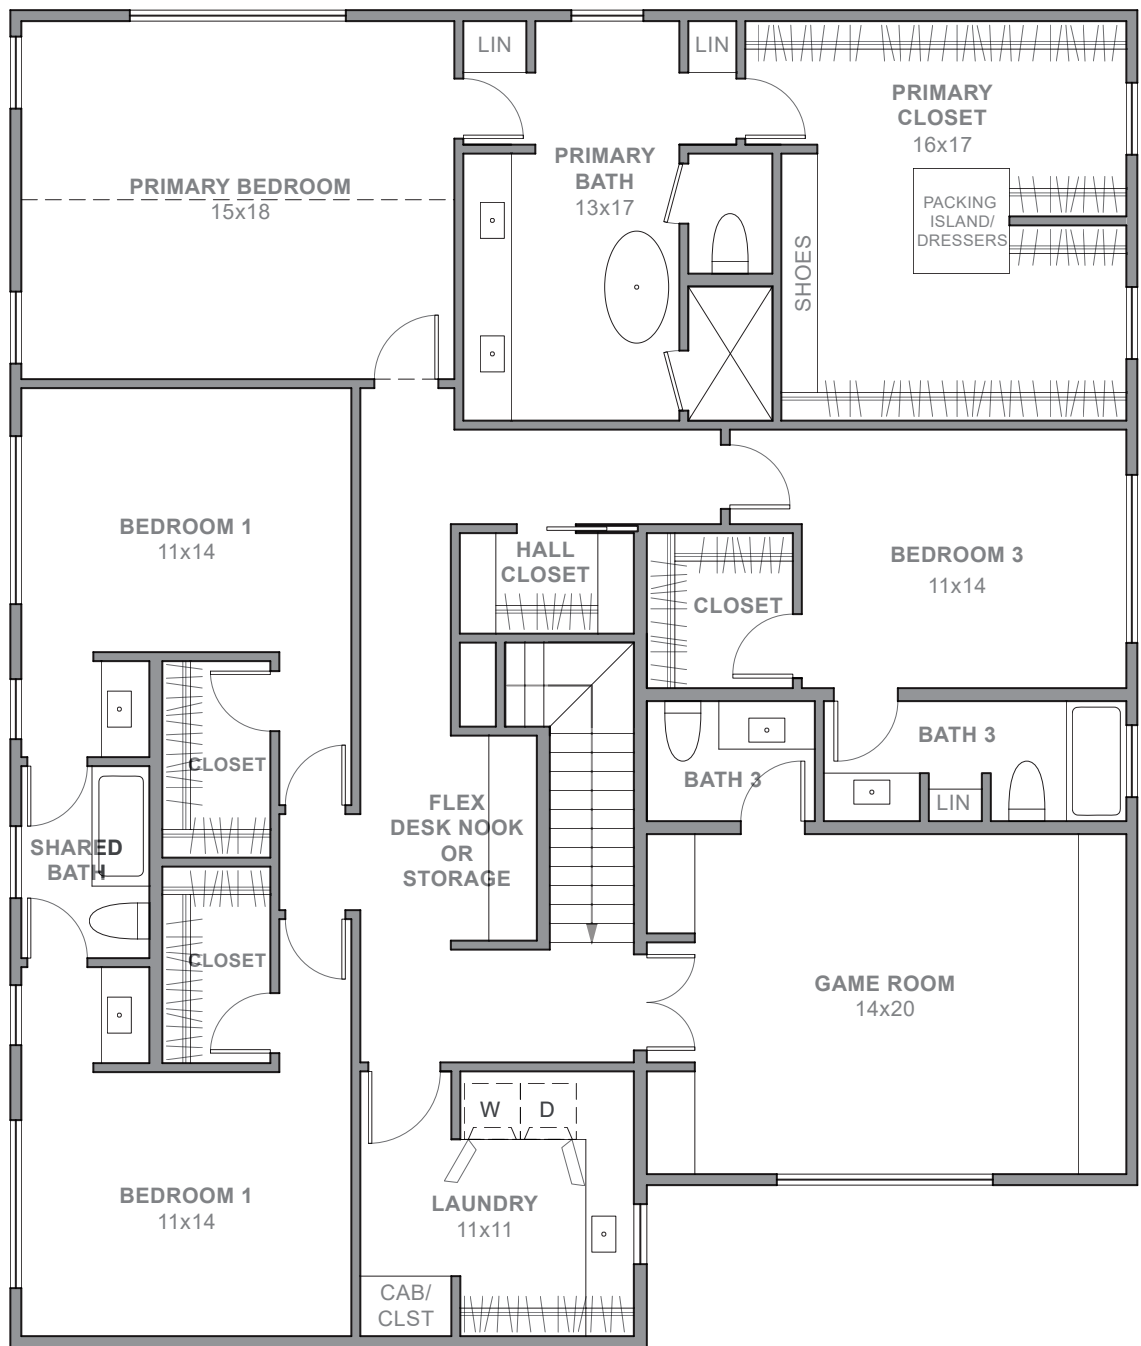 LIN
LIN
PRIMARY
CLOSET
16x17
PRIMARY
BATH
13x17
PRIMARY BEDROOM
15x18
PACKING
ISLAND/
DRESSERS
SHOES
BEDROOM 1
11x14
HALL
CLOSET
BEDROOM 3
11x14
CLOSET
CLOSET
BATH 3
BATH 3
LIN
FLEX
DESK NOOK
OR
STORAGE
SHARED
BATH
CLOSET
GAME ROOM
14x20
W
D
BEDROOM 1
11x14
LAUNDRY
11x11
CAB/
CLST